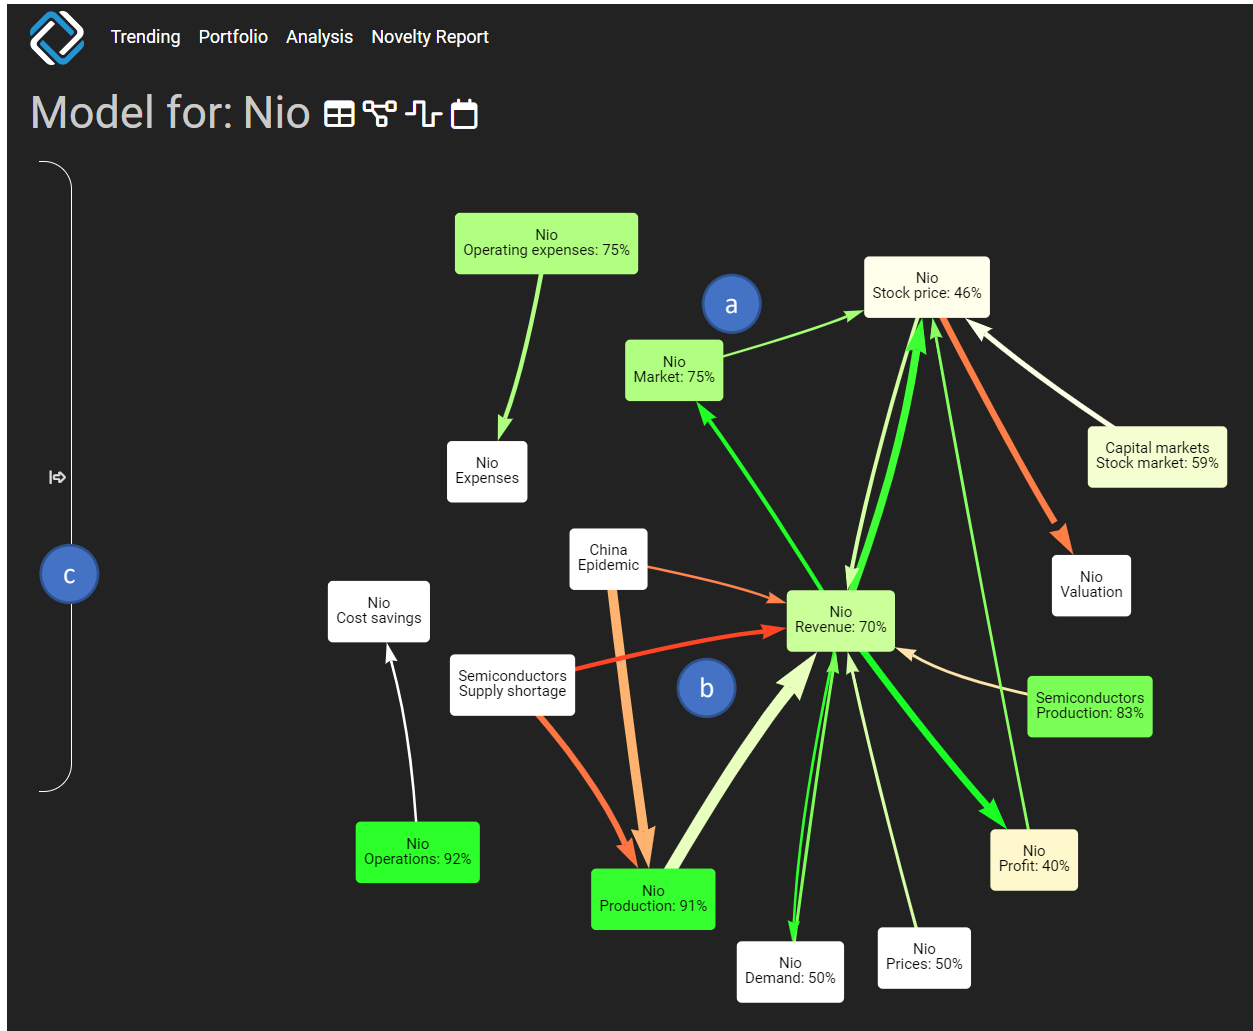 Trending Portfolio Analysis Novelty Report
Model for: Nio
Nio
Operating expenses: 75%
Nio
Stock price: 46%
a
Nio
Market: 75%
Capital markets
Stock market: 59%
Nio
Expenses
China
Epidemic
Nio
Valuation
c
Nio
Cost savings
Nio
Revenue: 70%
Semiconductors
Supply shortage
b
Semiconductors
Production: 83%
Nio
Operations: 92%
Nio
Profit: 40%
Nio
Production: 91%
Nio
Demand: 50%
Nio
Prices: 50%